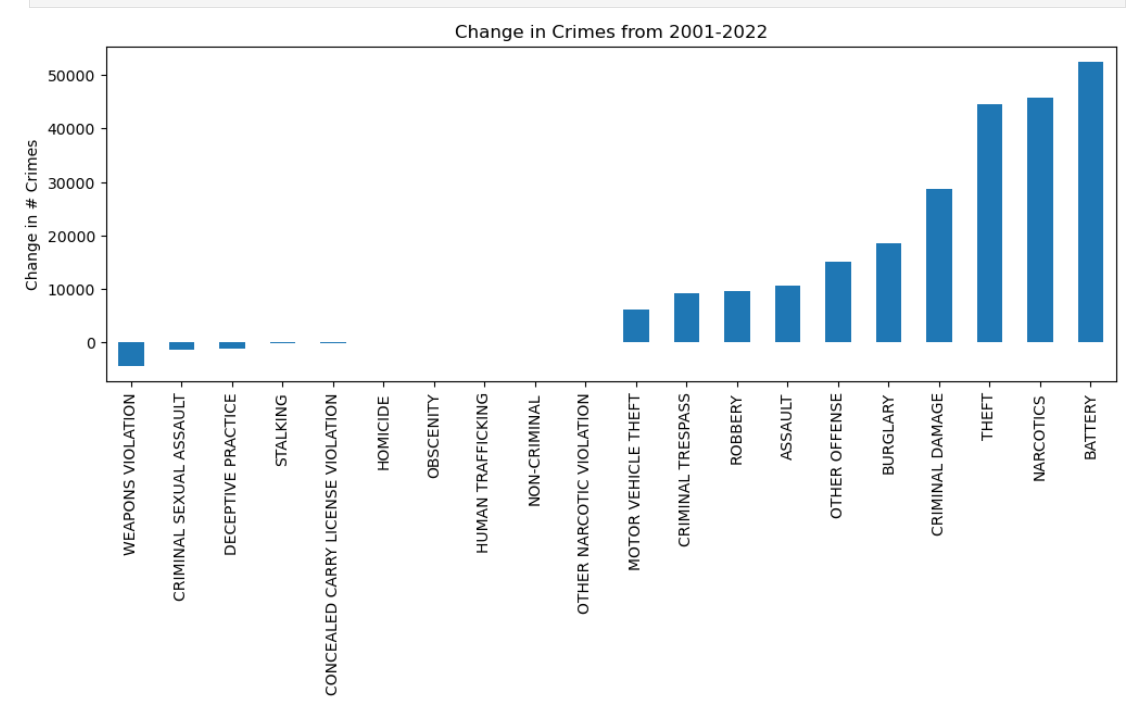 Change in Crimes from 2001-2022
Change in # Crimes
50000
40000
30000
20000
10000
0
WEAPONS VIOLATION
CRIMINAL SEXUAL ASSAULT
DECEPTIVE PRACTICE
STALKING
CONCEALED CARRY LICENSE VIOLATION
HOMICIDE
OBSCENITY
HUMAN TRAFFICKING
NON-CRIMINAL
OTHER NARCOTIC VIOLATION
MOTOR VEHICLE THEFT
CRIMINAL TRESPASS
ROBBERY
ASSAULT
OTHER OFFENSE
BURGLARY
CRIMINAL DAMAGE
THEFT
NARCOTICS
BATTERY